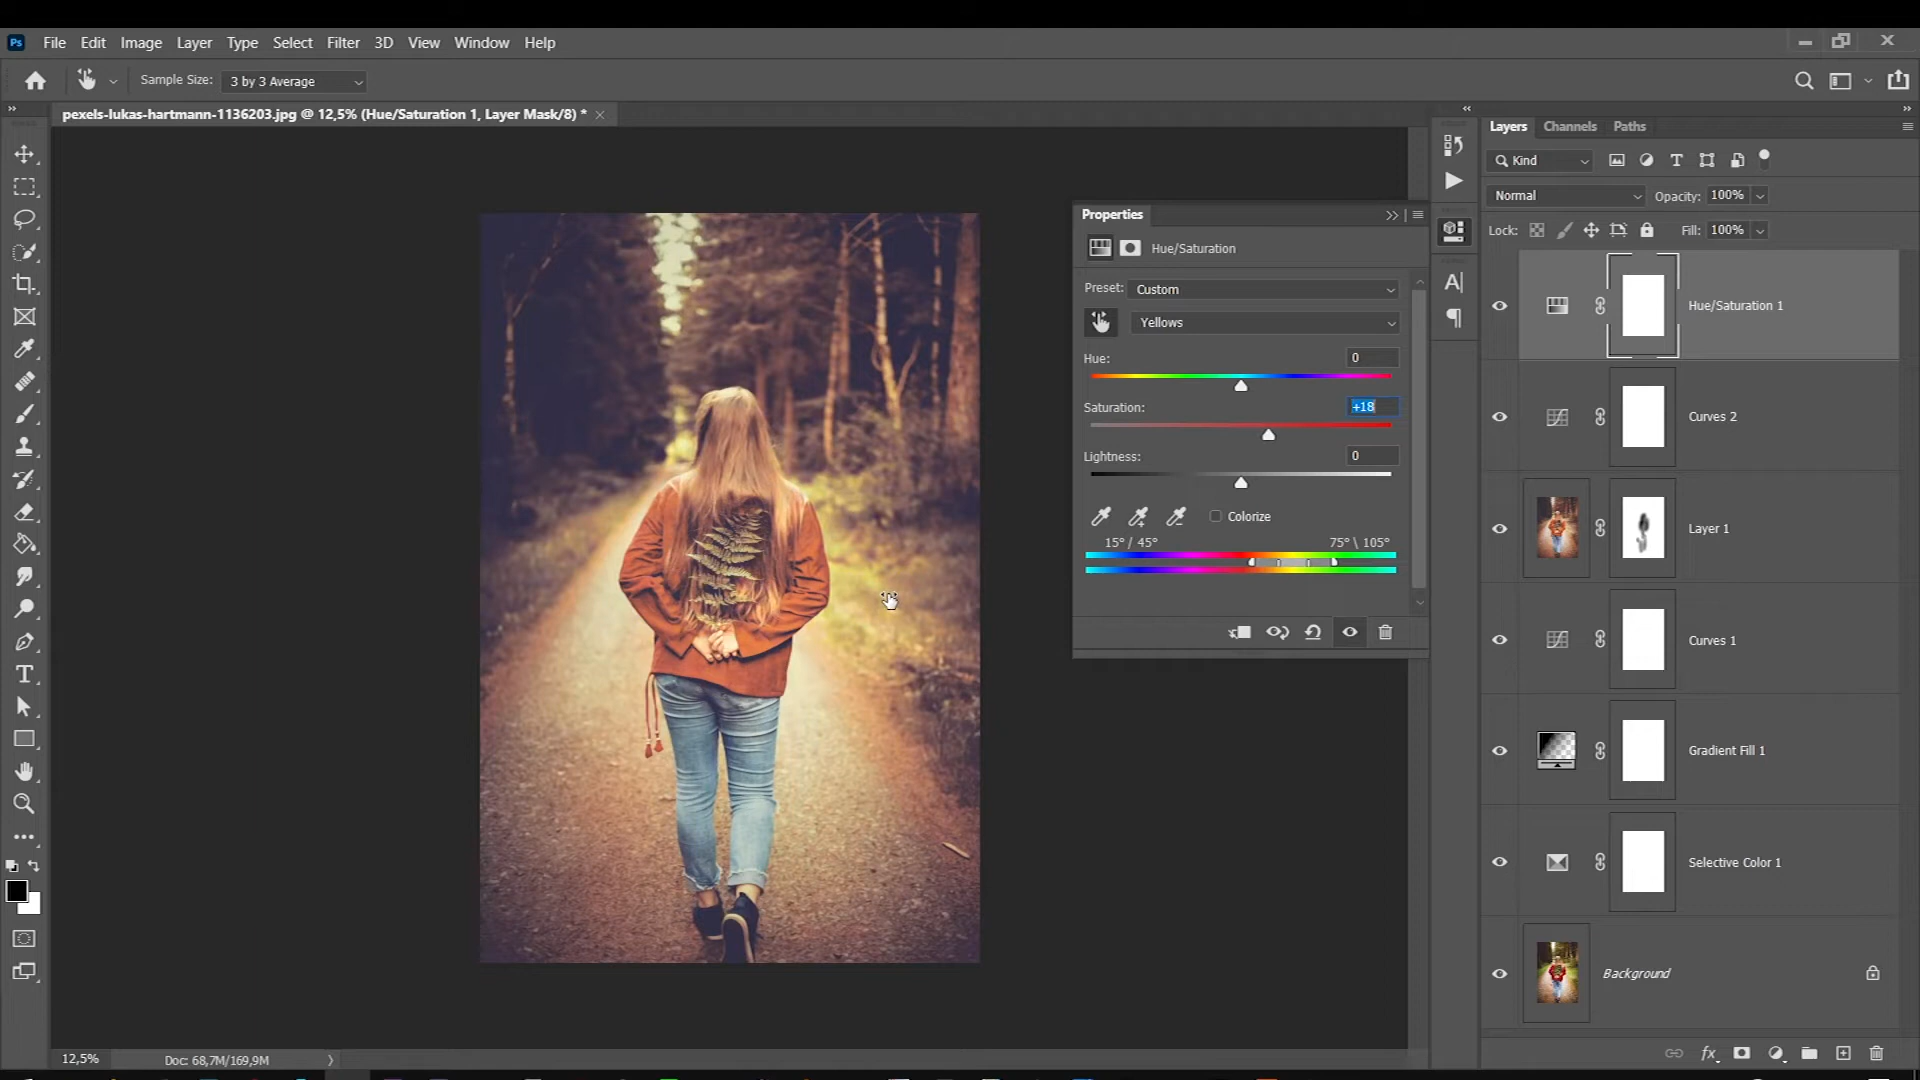 Ps File Edit Image Layer Type Select Filter 3D View Window Help
Sample Size: 3 by 3 Average
pexels-lukas-hartmann-1136203.jpg @ 12,5% (Hue/Saturation 1, Layer Mask/8) *
Properties
Hue/Saturation
Preset: Custom
Yellows
Hue: 0
Saturation: +18
Lightness: 0
Colorize
15° / 45° 75° \ 105°
Layers Channels Paths
Kind
Normal Opacity: 100%
Lock: Fill: 100%
Hue/Saturation 1
Curves 2
Layer 1
Curves 1
Gradient Fill 1
Selective Color 1
Background
fx
12,5% Doc: 68,7M/169,9M